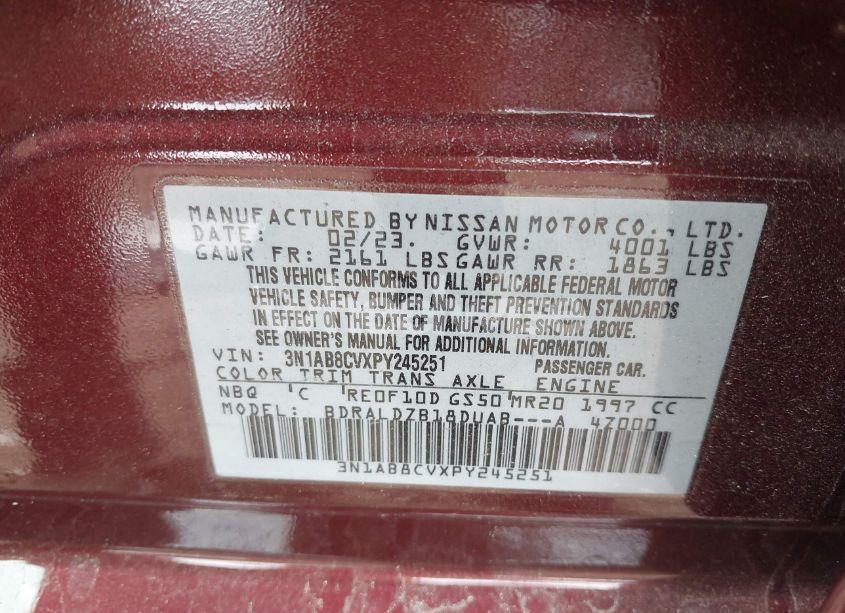 MANUFACTURED BY NISSAN MOTOR CO., LTD.
DATE: 02/23. GVWR: 4001 LBS
GAWR FR: 2161 LBS GAWR RR: 1863 LBS
THIS VEHICLE CONFORMS TO ALL APPLICABLE FEDERAL MOTOR
VEHICLE SAFETY, BUMPER AND THEFT PREVENTION STANDARDS
IN EFFECT ON THE DATE OF MANUFACTURE SHOWN ABOVE.
SEE OWNER'S MANUAL FOR ADDITIONAL INFORMATION.
VIN: 3N1AB8CVXPY245251 PASSENGER CAR.
COLOR TRIM TRANS AXLE ENGINE
NBQ 'C 'RE0F10D GS50'MR20 1997 CC
MODEL: BDRALDZB18DUAB---A 4Z000
3N1AB8CVXPY245251